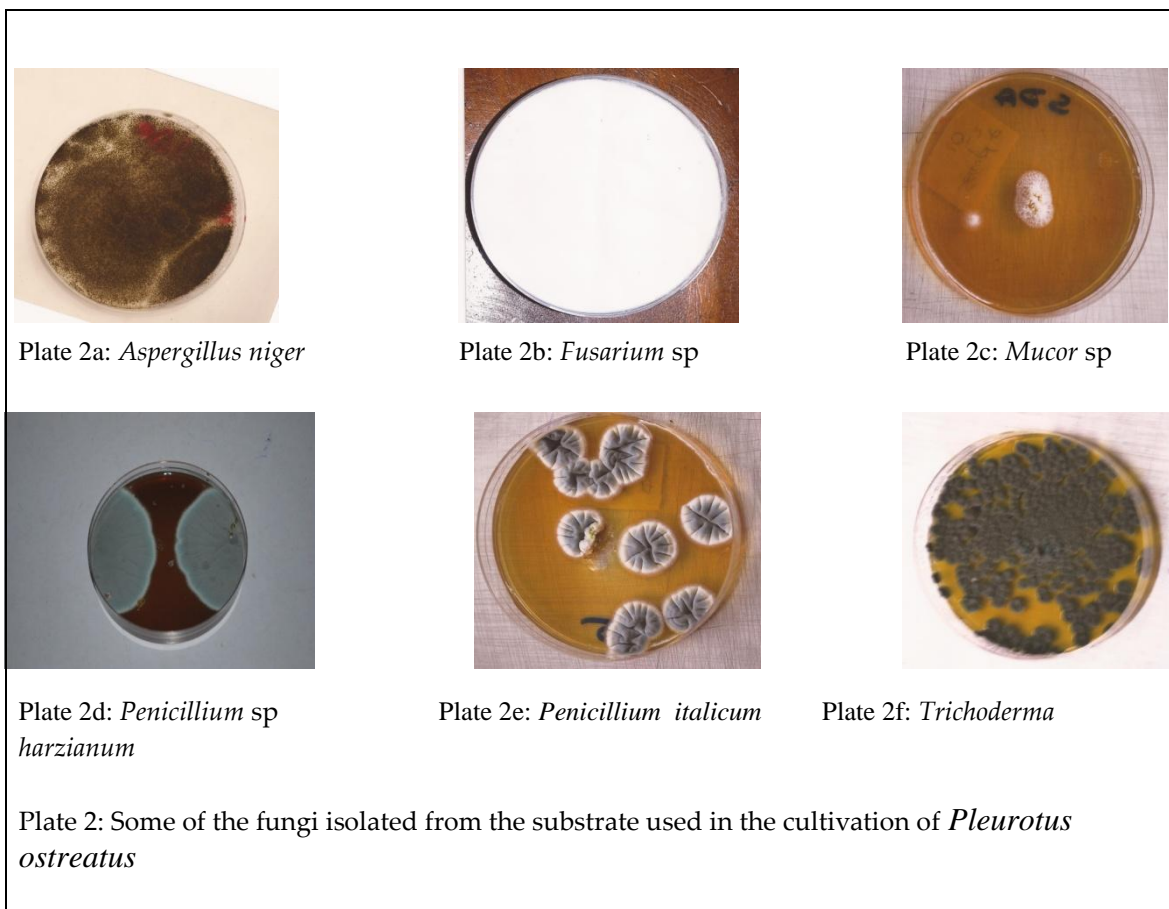 SDA
Plate 2a: Aspergillus niger
Plate 2b: Fusarium sp
Plate 2c: Mucor sp
Plate 2d: Penicillium sp
harzianum
Plate 2e: Penicillium italicum
Plate 2f: Trichoderma
Plate 2: Some of the fungi isolated from the substrate used in the cultivation of Pleurotus
ostreatus